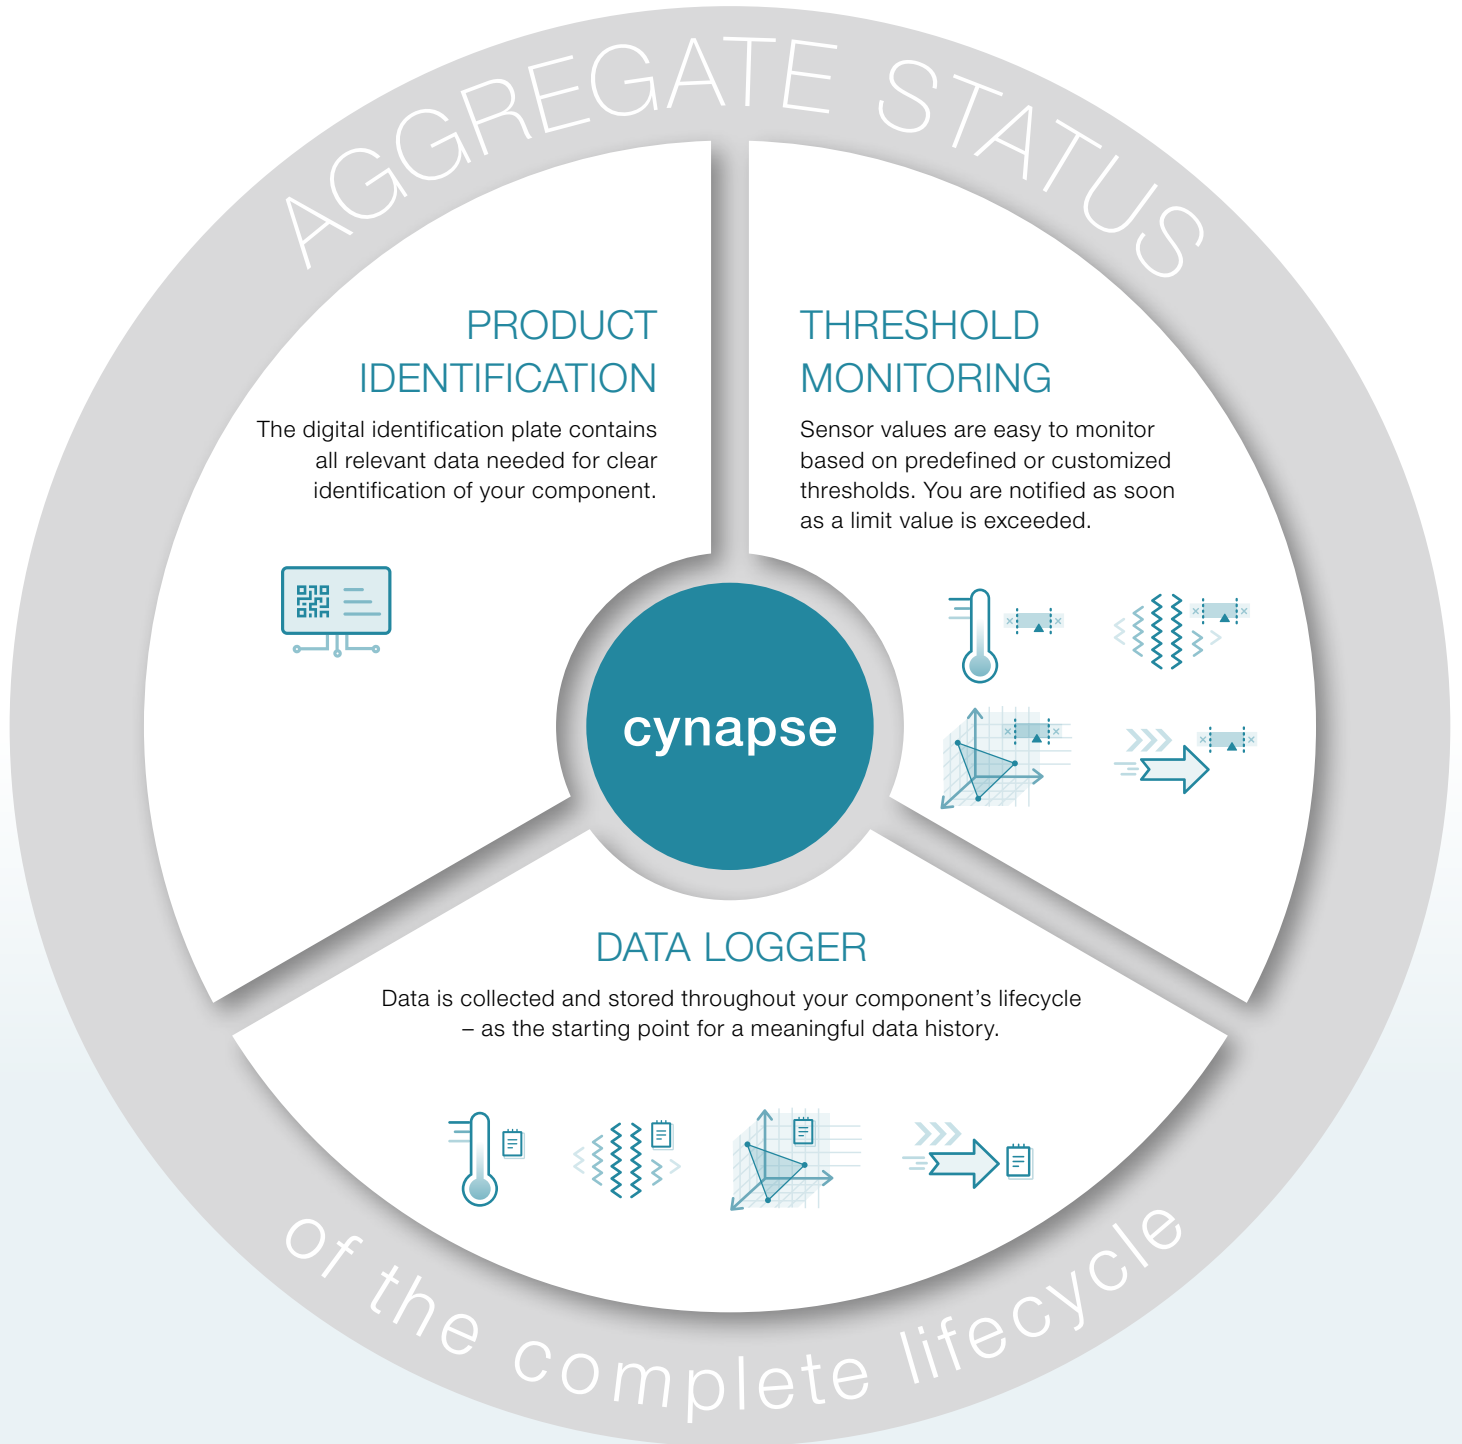 AGGREGATE STATUS
PRODUCT
IDENTIFICATION
The digital identification plate contains
all relevant data needed for clear
identification of your component.
THRESHOLD
MONITORING
Sensor values are easy to monitor
based on predefined or customized
thresholds. You are notified as soon
as a limit value is exceeded.
cynapse
DATA LOGGER
Data is collected and stored throughout your component’s lifecycle
– as the starting point for a meaningful data history.
of the complete lifecycle